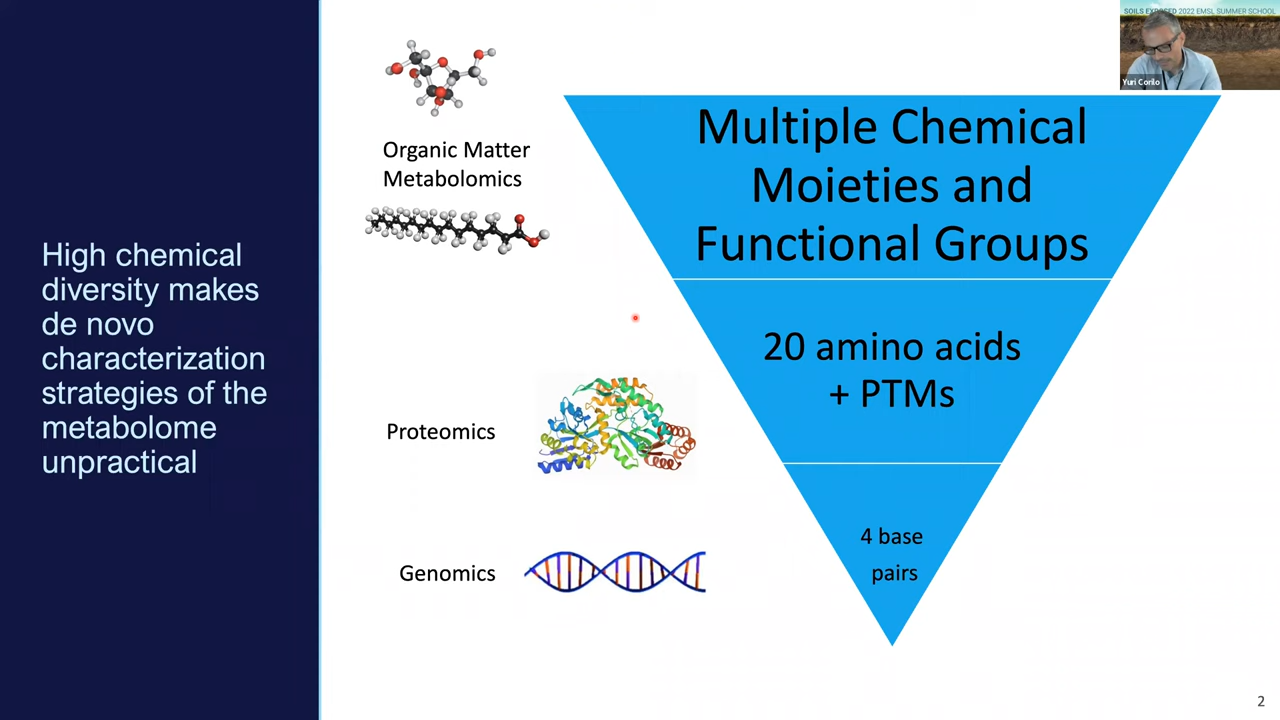 SOILS EXPOSED 2022 EMSL SUMMER SCHOOL
Yuri Corilo
High chemical
diversity makes
de novo
characterization
strategies of the
metabolome
unpractical
Organic Matter
Metabolomics
Proteomics
Genomics
Multiple Chemical
Moieties and
Functional Groups
20 amino acids
+ PTMs
4 base
pairs
2